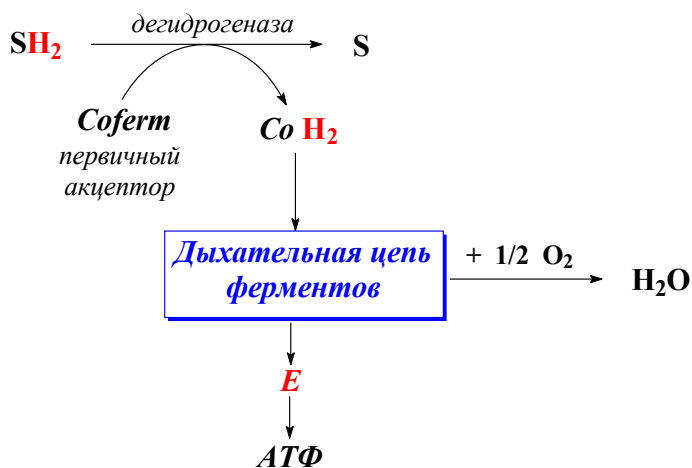 дегидрогеназа
SH₂
S
Coferm
первичный
акцептор
Co H₂
Дыхательная цепь
ферментов
+ 1/2 O₂
H₂O
E
АТФ